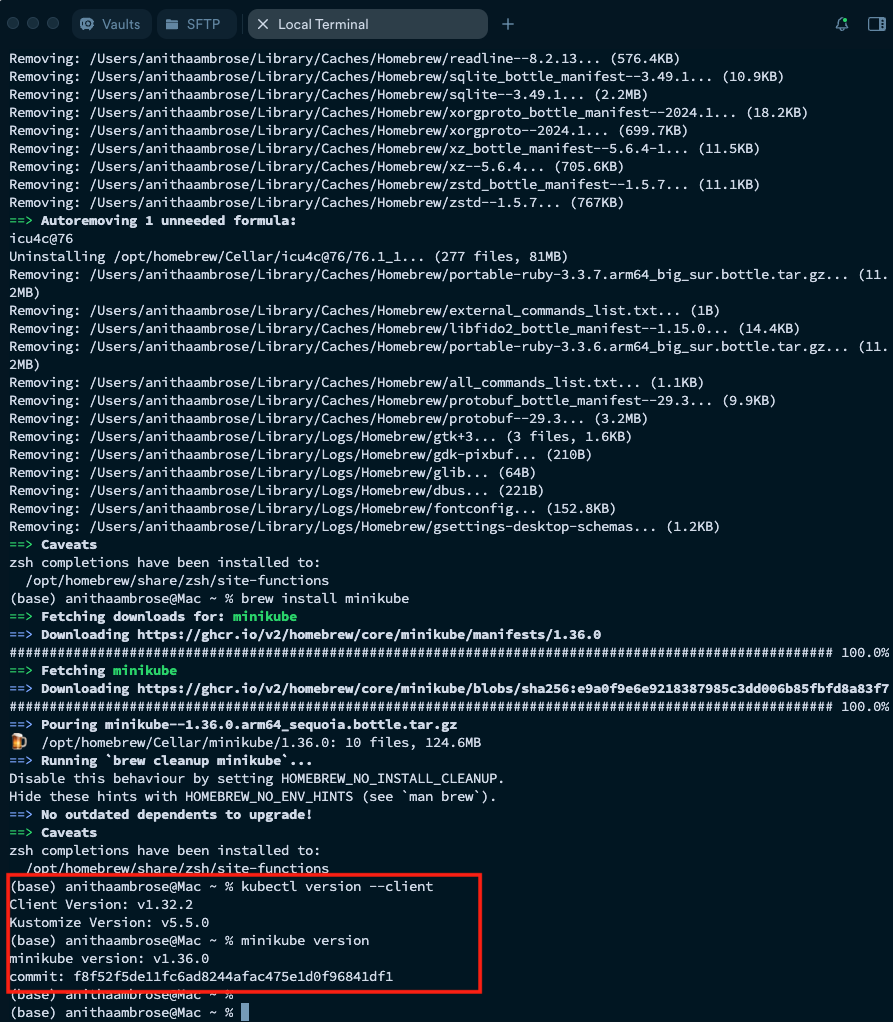 Vaults SFTP Local Terminal
Removing: /Users/anithaambrose/Library/Caches/Homebrew/readline--8.2.13... (576.4KB)
Removing: /Users/anithaambrose/Library/Caches/Homebrew/sqlite_bottle_manifest--3.49.1... (10.9KB)
Removing: /Users/anithaambrose/Library/Caches/Homebrew/sqlite--3.49.1... (2.2MB)
Removing: /Users/anithaambrose/Library/Caches/Homebrew/xorgproto_bottle_manifest--2024.1... (18.2KB)
Removing: /Users/anithaambrose/Library/Caches/Homebrew/xorgproto--2024.1... (699.7KB)
Removing: /Users/anithaambrose/Library/Caches/Homebrew/xz_bottle_manifest--5.6.4-1... (11.5KB)
Removing: /Users/anithaambrose/Library/Caches/Homebrew/xz--5.6.4... (705.6KB)
Removing: /Users/anithaambrose/Library/Caches/Homebrew/zstd_bottle_manifest--1.5.7... (11.1KB)
Removing: /Users/anithaambrose/Library/Caches/Homebrew/zstd--1.5.7... (767KB)
==> Autoremoving 1 unneeded formula:
icu4c@76
Uninstalling /opt/homebrew/Cellar/icu4c@76/76.1_1... (277 files, 81MB)
Removing: /Users/anithaambrose/Library/Caches/Homebrew/portable-ruby-3.3.7.arm64_big_sur.bottle.tar.gz... (11.
2MB)
Removing: /Users/anithaambrose/Library/Caches/Homebrew/external_commands_list.txt... (1B)
Removing: /Users/anithaambrose/Library/Caches/Homebrew/libfido2_bottle_manifest--1.15.0... (14.4KB)
Removing: /Users/anithaambrose/Library/Caches/Homebrew/portable-ruby-3.3.6.arm64_big_sur.bottle.tar.gz... (11.
2MB)
Removing: /Users/anithaambrose/Library/Caches/Homebrew/all_commands_list.txt... (1.1KB)
Removing: /Users/anithaambrose/Library/Caches/Homebrew/protobuf_bottle_manifest--29.3... (9.9KB)
Removing: /Users/anithaambrose/Library/Caches/Homebrew/protobuf--29.3... (3.2MB)
Removing: /Users/anithaambrose/Library/Logs/Homebrew/gtk+3... (3 files, 1.6KB)
Removing: /Users/anithaambrose/Library/Logs/Homebrew/gdk-pixbuf... (210B)
Removing: /Users/anithaambrose/Library/Logs/Homebrew/glib... (64B)
Removing: /Users/anithaambrose/Library/Logs/Homebrew/dbus... (221B)
Removing: /Users/anithaambrose/Library/Logs/Homebrew/fontconfig... (152.8KB)
Removing: /Users/anithaambrose/Library/Logs/Homebrew/gsettings-desktop-schemas... (1.2KB)
==> Caveats
zsh completions have been installed to:
  /opt/homebrew/share/zsh/site-functions
(base) anithaambrose@Mac ~ % brew install minikube
==> Fetching downloads for: minikube
==> Downloading https://ghcr.io/v2/homebrew/core/minikube/manifests/1.36.0
####################################################################################################### 100.0%
==> Fetching minikube
==> Downloading https://ghcr.io/v2/homebrew/core/minikube/blobs/sha256:e9a0f9e6e9218387985c3dd006b85fbfd8a83f7
####################################################################################################### 100.0%
==> Pouring minikube--1.36.0.arm64_sequoia.bottle.tar.gz
🍺  /opt/homebrew/Cellar/minikube/1.36.0: 10 files, 124.6MB
==> Running `brew cleanup minikube`...
Disable this behaviour by setting HOMEBREW_NO_INSTALL_CLEANUP.
Hide these hints with HOMEBREW_NO_ENV_HINTS (see `man brew`).
==> No outdated dependents to upgrade!
==> Caveats
zsh completions have been installed to:
  /opt/homebrew/share/zsh/site-functions
(base) anithaambrose@Mac ~ % kubectl version --client
Client Version: v1.32.2
Kustomize Version: v5.5.0
(base) anithaambrose@Mac ~ % minikube version
minikube version: v1.36.0
commit: f8f52f5de11fc6ad8244afac475e1d0f96841df1
(base) anithaambrose@Mac ~ %
(base) anithaambrose@Mac ~ %